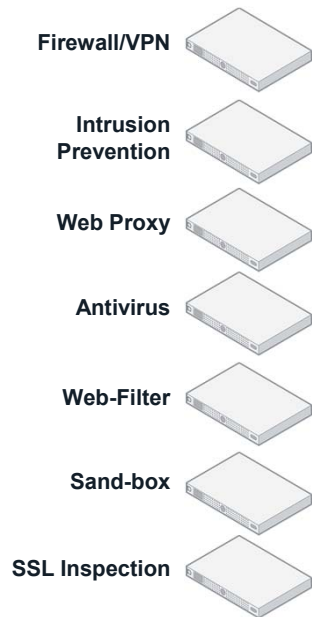 Firewall/VPN
Intrusion
Prevention
Web Proxy
Antivirus
Web-Filter
Sand-box
SSL Inspection